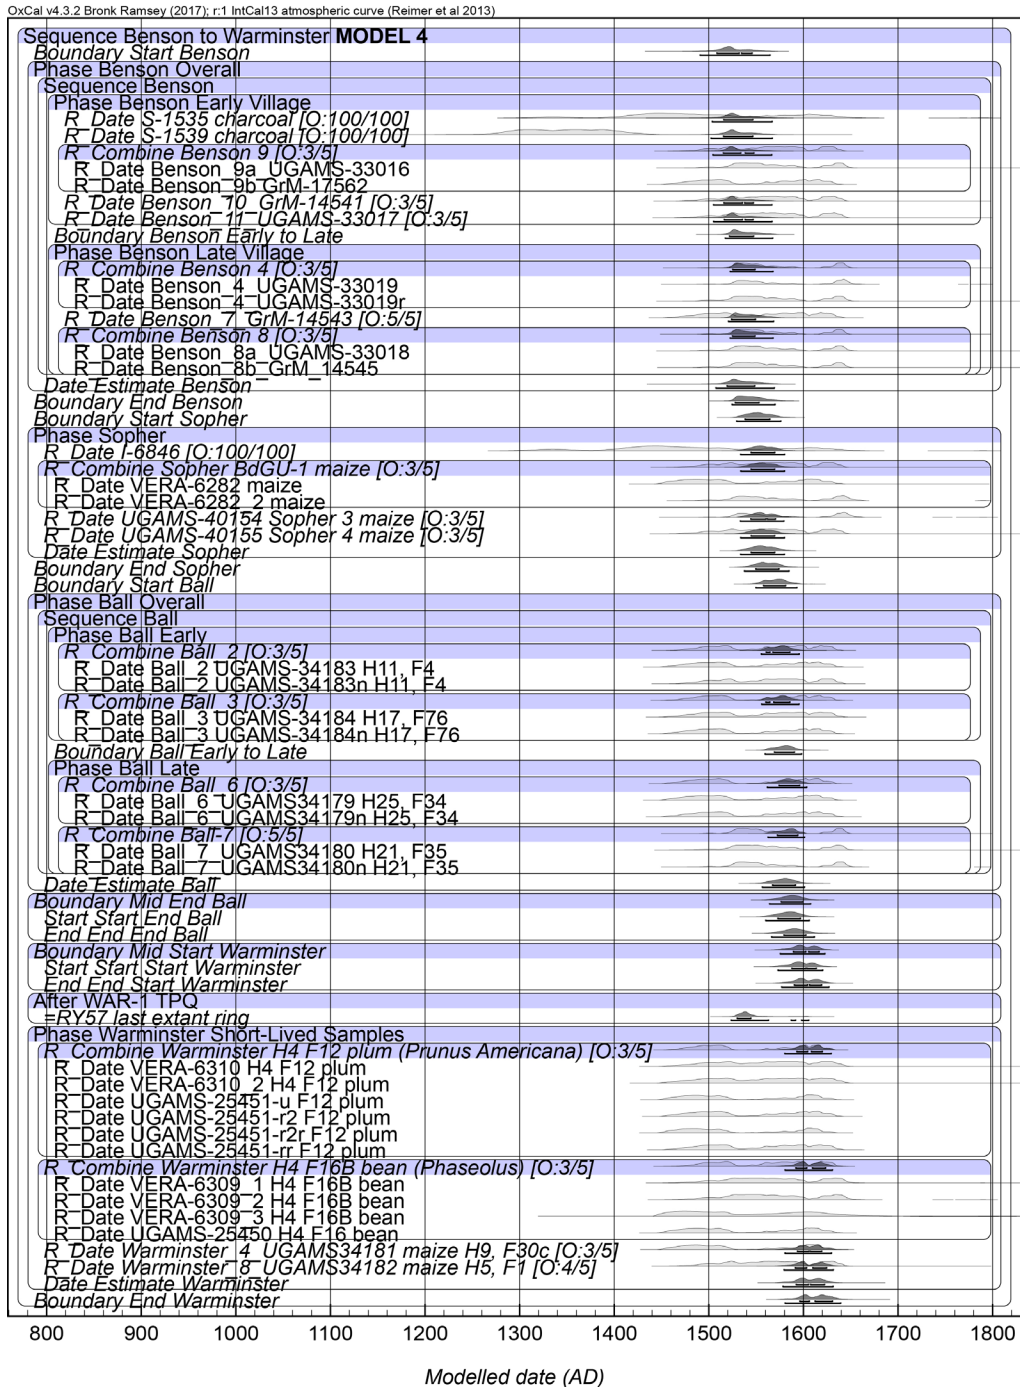 OxCal v4.3.2 Bronk Ramsey (2017); r:1 IntCal13 atmospheric curve (Reimer et al 2013)
Sequence Benson to Warminster MODEL 4
Boundary Start Benson
Phase Benson Overall
Sequence Benson
Phase Benson Early Village
R_Date S-1535 charcoal [O:100/100]
R_Date S-1539 charcoal [O:100/100]
R_Combine Benson 9 [O:3/5]
R_Date Benson_9a_UGAMS-33016
R_Date Benson_9b GrM-17562
R_Date Benson_10_GrM-14541 [O:3/5]
R_Date Benson_11_UGAMS-33017 [O:3/5]
Boundary Benson Early to Late
Phase Benson Late Village
R_Combine Benson 4 [O:3/5]
R_Date Benson_4_UGAMS-33019
R_Date Benson_4_UGAMS-33019r
R_Date Benson_7_GrM-14543 [O:5/5]
R_Combine Benson 8 [O:3/5]
R_Date Benson_8a_UGAMS-33018
R_Date Benson_8b_GrM_14545
Date Estimate Benson
Boundary End Benson
Boundary Start Sopher
Phase Sopher
R_Date I-6846 [O:100/100]
R_Combine Sopher BdGU-1 maize [O:3/5]
R_Date VERA-6282 maize
R_Date VERA-6282_2 maize
R_Date UGAMS-40154 Sopher 3 maize [O:3/5]
R_Date UGAMS-40155 Sopher 4 maize [O:3/5]
Date Estimate Sopher
Boundary End Sopher
Boundary Start Ball
Phase Ball Overall
Sequence Ball
Phase Ball Early
R_Combine Ball_2 [O:3/5]
R_Date Ball_2 UGAMS-34183 H11, F4
R_Date Ball_2 UGAMS-34183n H11, F4
R_Combine Ball_3 [O:3/5]
R_Date Ball_3 UGAMS-34184 H17, F76
R_Date Ball_3 UGAMS-34184n H17, F76
Boundary Ball Early to Late
Phase Ball Late
R_Combine Ball_6 [O:3/5]
R_Date Ball_6_UGAMS34179 H25, F34
R_Date Ball_6_UGAMS34179n H25, F34
R_Combine Ball-7 [O:5/5]
R_Date Ball_7_UGAMS34180 H21, F35
R_Date Ball_7_UGAMS34180n H21, F35
Date Estimate Ball
Boundary Mid End Ball
Start Start End Ball
End End End Ball
Boundary Mid Start Warminster
Start Start Start Warminster
End End Start Warminster
After WAR-1 TPQ
=RY57 last extant ring
Phase Warminster Short-Lived Samples
R_Combine Warminster H4 F12 plum (Prunus Americana) [O:3/5]
R_Date VERA-6310 H4 F12 plum
R_Date VERA-6310_2 H4 F12 plum
R_Date UGAMS-25451-u F12 plum
R_Date UGAMS-25451-r2 F12 plum
R_Date UGAMS-25451-r2r F12 plum
R_Date UGAMS-25451-rr F12 plum
R_Combine Warminster H4 F16B bean (Phaseolus) [O:3/5]
R_Date VERA-6309_1 H4 F16B bean
R_Date VERA-6309_2 H4 F16B bean
R_Date VERA-6309_3 H4 F16B bean
R_Date UGAMS-25450 H4 F16 bean
R_Date Warminster_4_UGAMS34181 maize H9, F30c [O:3/5]
R_Date Warminster_8_UGAMS34182 maize H5, F1 [O:4/5]
Date Estimate Warminster
Boundary End Warminster
800 900 1000 1100 1200 1300 1400 1500 1600 1700 1800
Modelled date (AD)